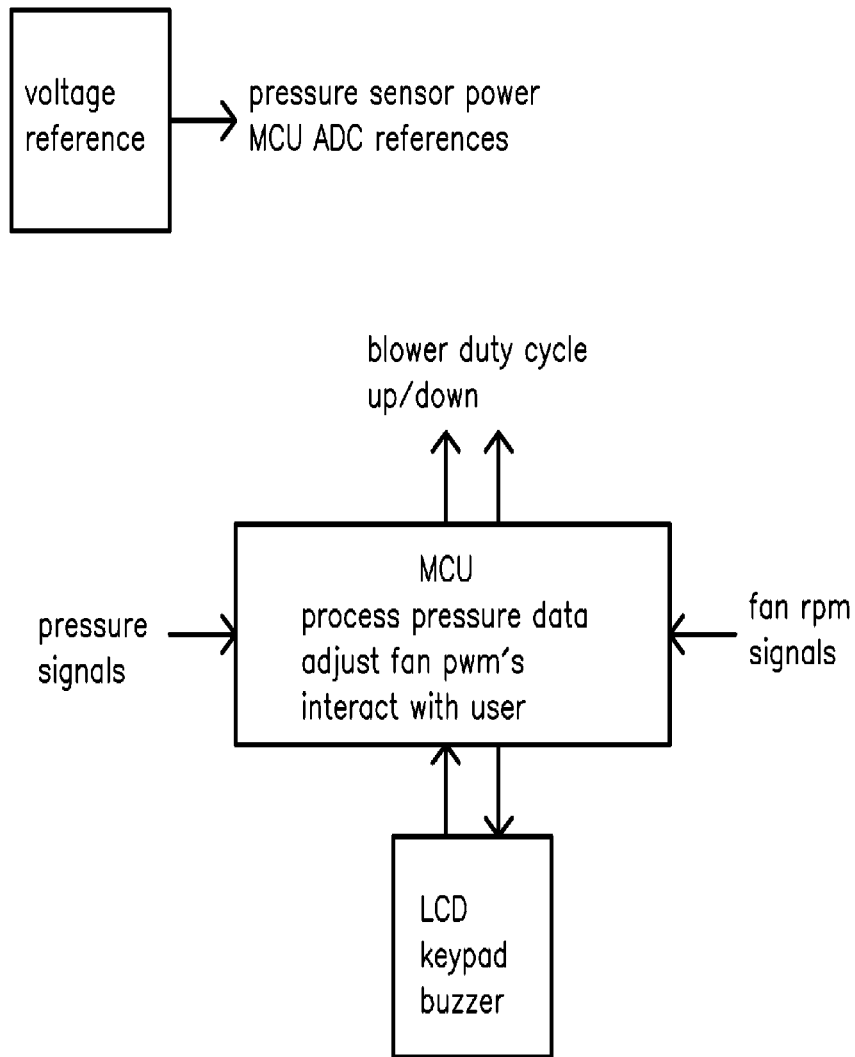 voltage
reference
pressure sensor power
MCU ADC references
blower duty cycle
up/down
MCU
process pressure data
adjust fan pwm's
interact with user
pressure
signals
fan rpm
signals
LCD
keypad
buzzer